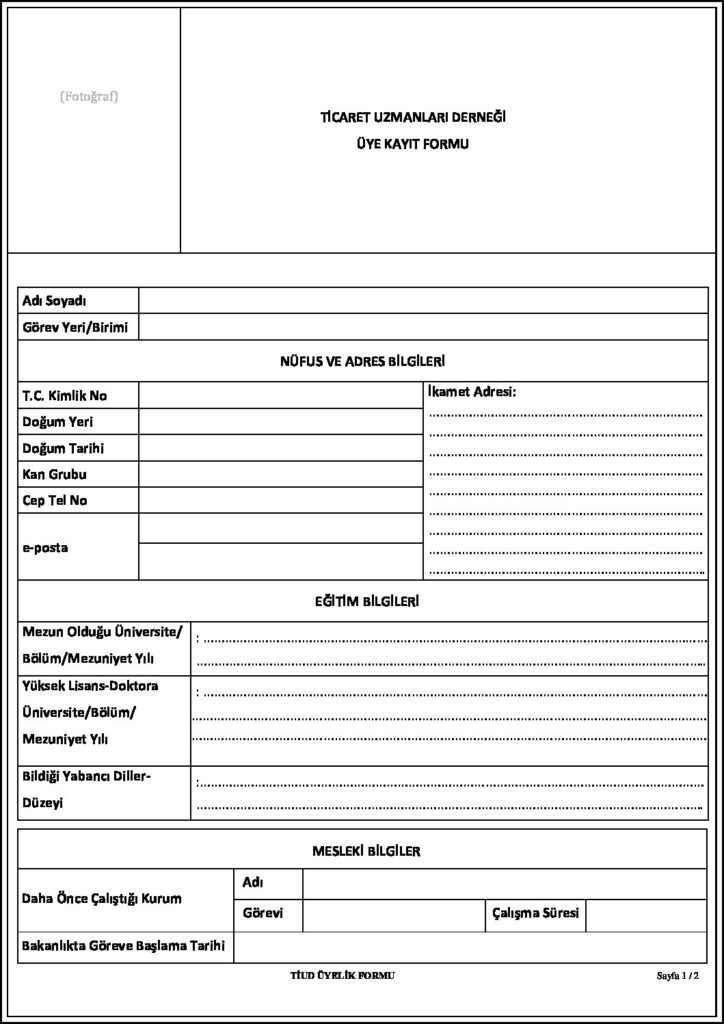 (Fotoğraf)
TİCARET UZMANLARI DERNEĞİ
ÜYE KAYIT FORMU
Adı Soyadı
Görev Yeri/Birimi
NÜFUS VE ADRES BİLGİLERİ
T.C. Kimlik No
Doğum Yeri
Doğum Tarihi
Kan Grubu
Cep Tel No
e-posta
İkamet Adresi:
EĞİTİM BİLGİLERİ
Mezun Olduğu Üniversite/
Bölüm/Mezuniyet Yılı
:
Yüksek Lisans-Doktora
Üniversite/Bölüm/
Mezuniyet Yılı
:
Bildiği Yabancı Diller-
Düzeyi
:
MESLEKİ BİLGİLER
Daha Önce Çalıştığı Kurum
Adı
Görevi
Çalışma Süresi
Bakanlıkta Göreve Başlama Tarihi
TİUD ÜYELİK FORMU
Sayfa 1 / 2